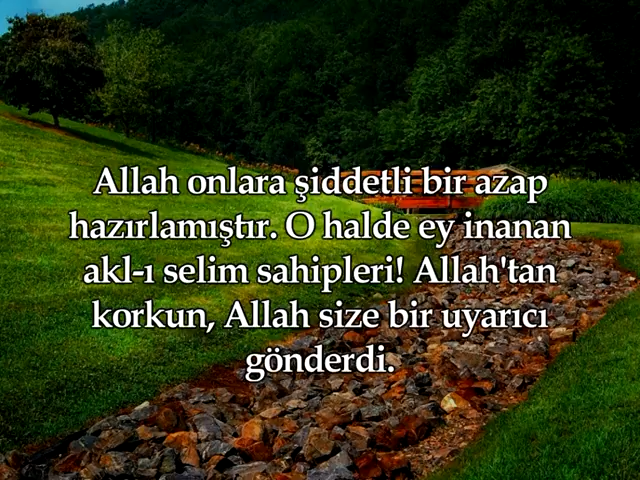 Allah onlara şiddetli bir azap
hazırlamıştır. O halde ey inanan
akl-ı selim sahipleri! Allah'tan
korkun, Allah size bir uyarıcı
gönderdi.